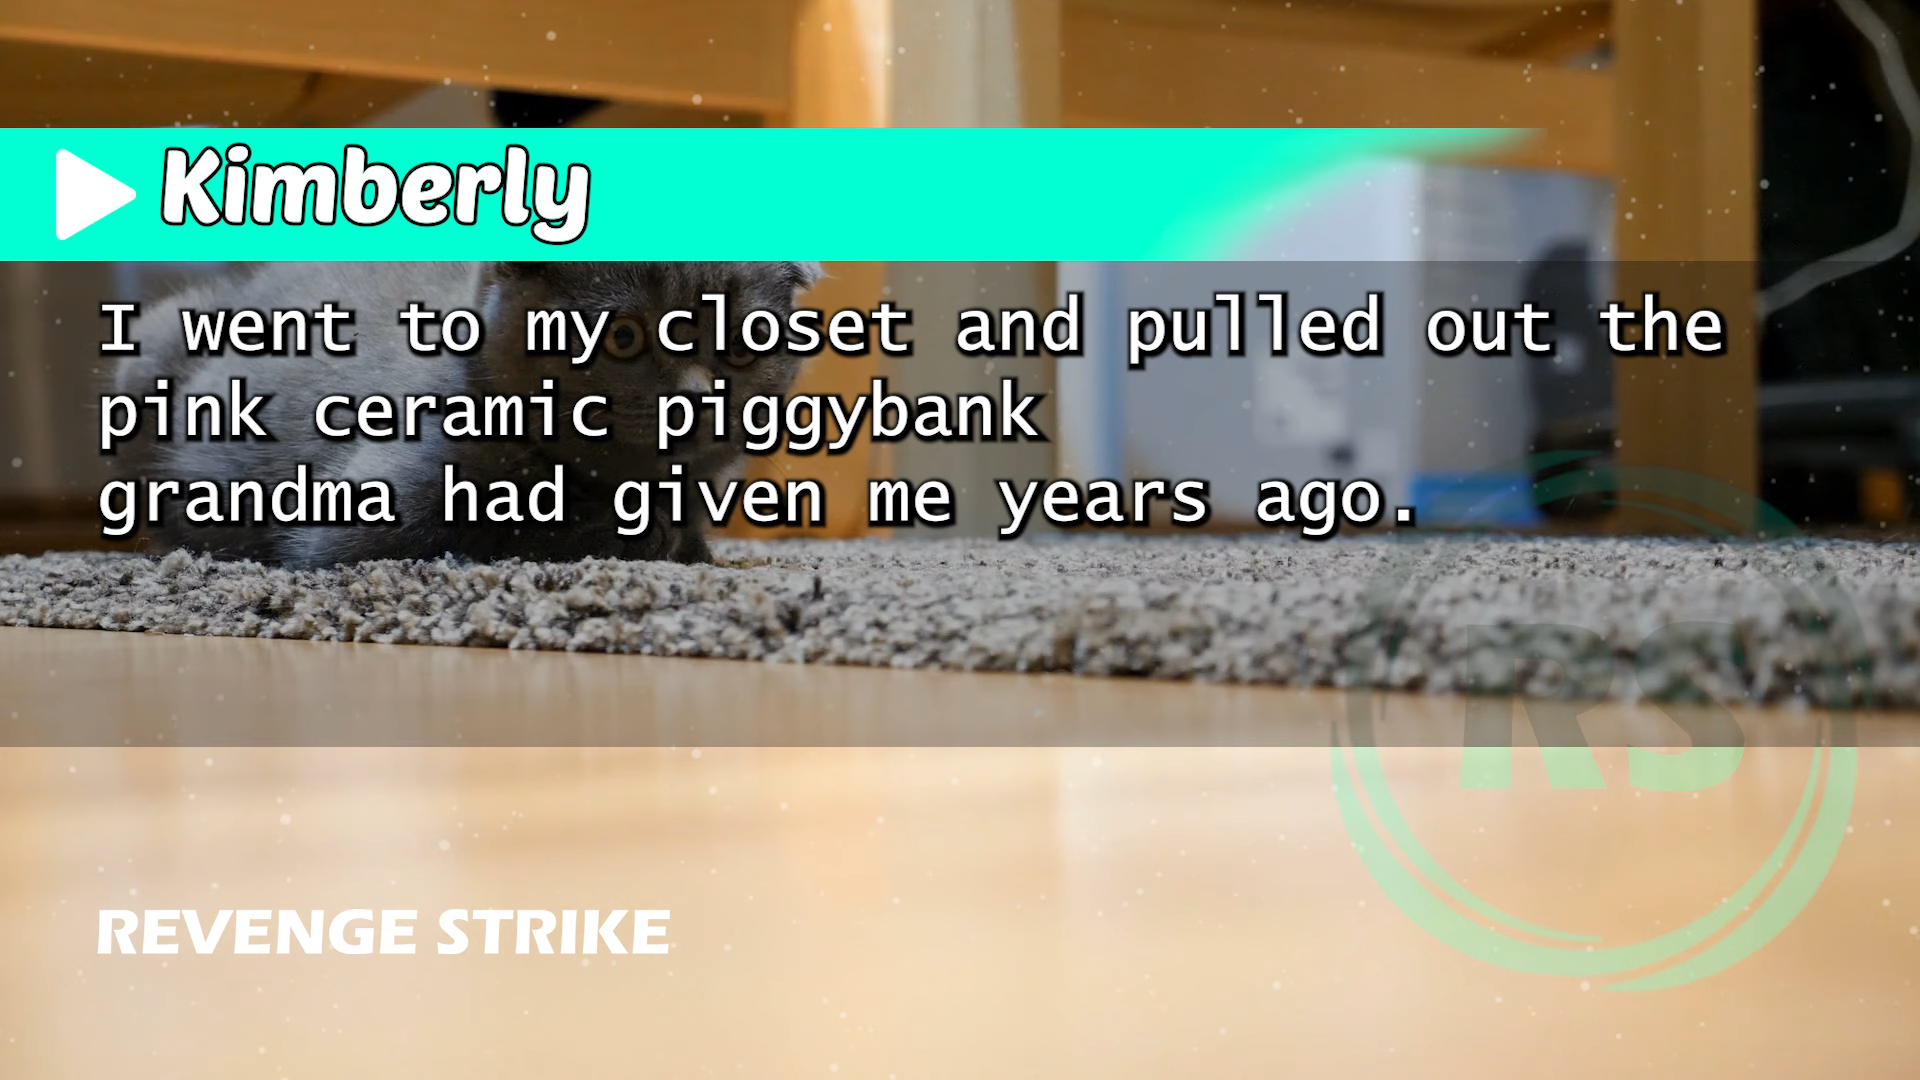 Kimberly
I went to my closet and pulled out the
pink ceramic piggybank
grandma had given me years ago.
RS
REVENGE STRIKE